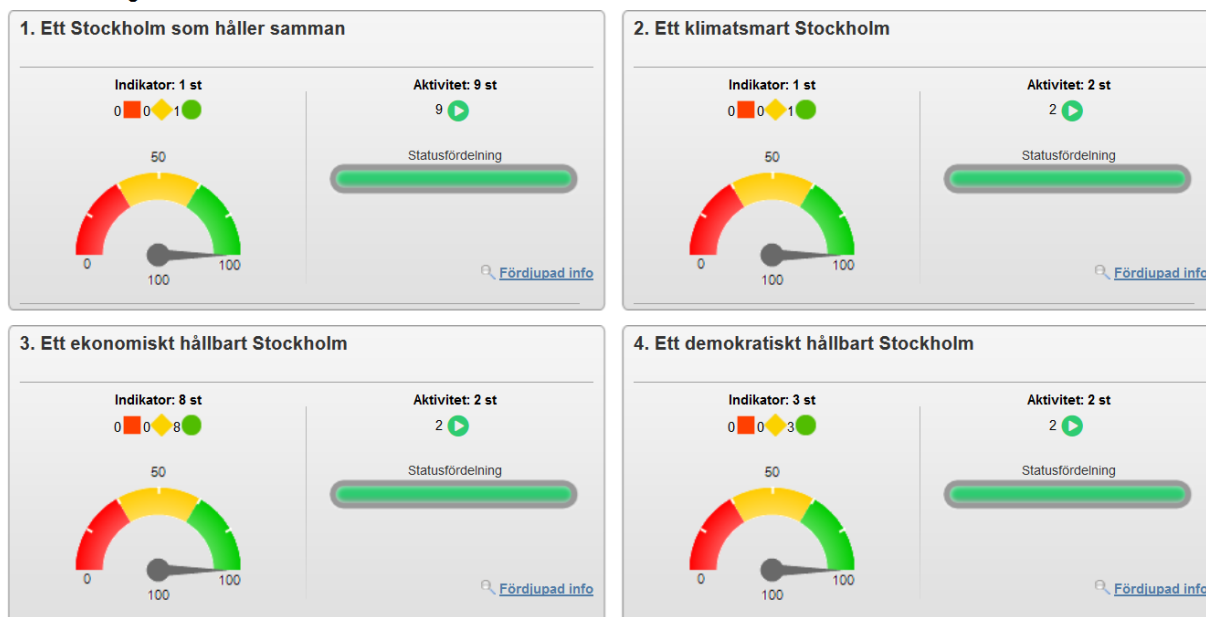 1. Ett Stockholm som håller samman
Indikator: 1 st
0 0 1
50
0 100
100
Aktivitet: 9 st
9
Statusfördelning
Fördjupad info
2. Ett klimatsmart Stockholm
Indikator: 1 st
0 0 1
50
0 100
100
Aktivitet: 2 st
2
Statusfördelning
Fördjupad info
3. Ett ekonomiskt hållbart Stockholm
Indikator: 8 st
0 0 8
50
0 100
100
Aktivitet: 2 st
2
Statusfördelning
Fördjupad info
4. Ett demokratiskt hållbart Stockholm
Indikator: 3 st
0 0 3
50
0 100
100
Aktivitet: 2 st
2
Statusfördelning
Fördjupad info